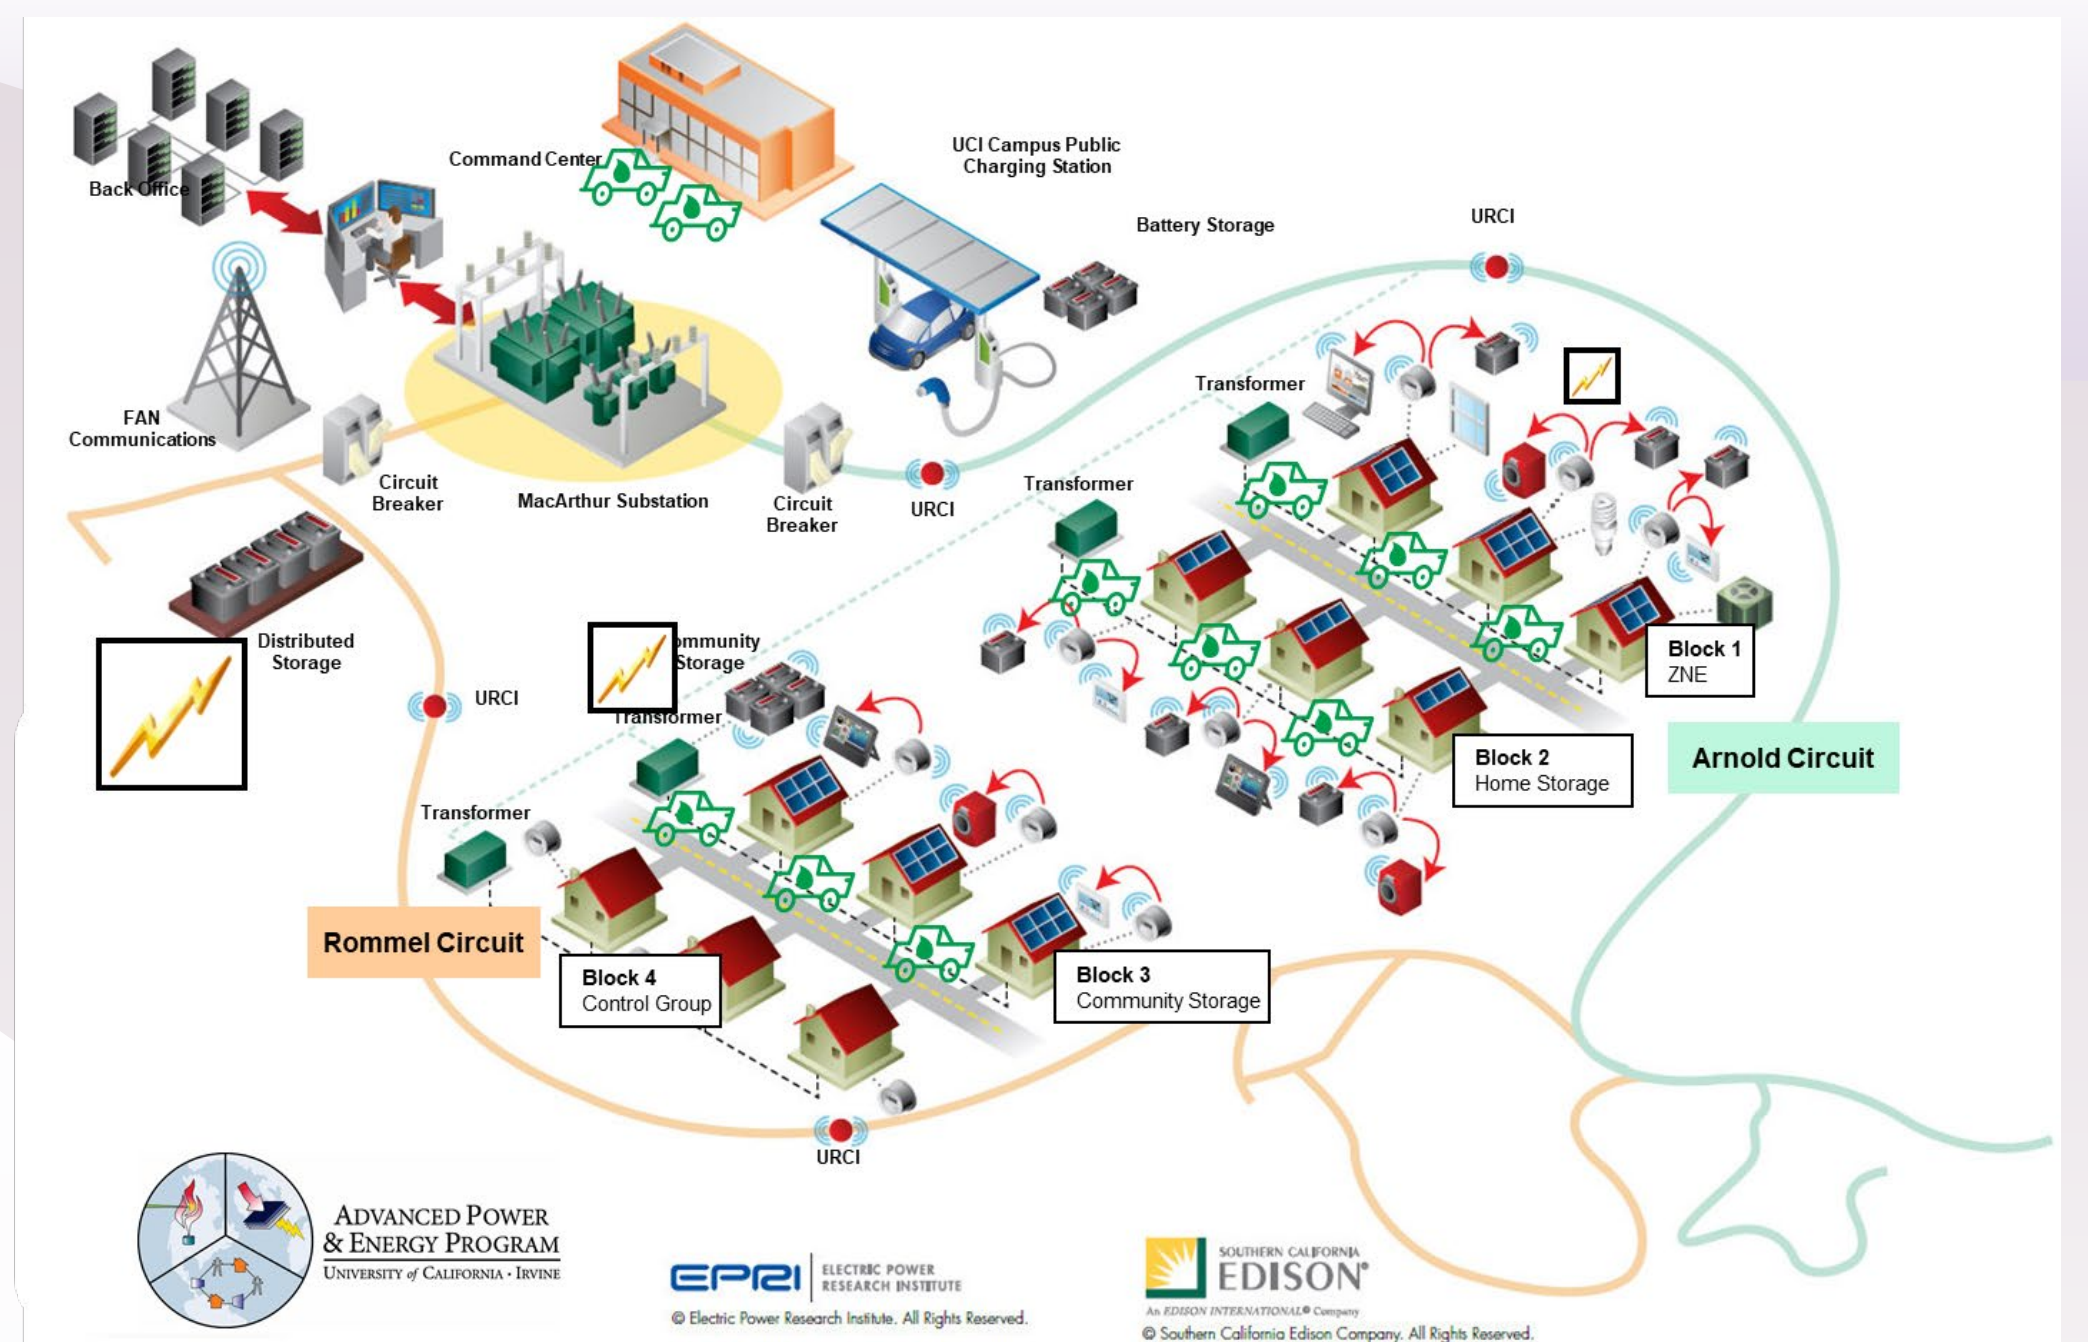 Back Office
Command Center
UCI Campus Public
Charging Station
Battery Storage
URCI
FAN
Communications
Circuit
Breaker
MacArthur Substation
Circuit
Breaker
URCI
Transformer
Transformer
Distributed
Storage
URCI
ommunity
Storage
Transformer
Transformer
Block 1
ZNE
Block 2
Home Storage
Arnold Circuit
Rommel Circuit
Block 4
Control Group
Block 3
Community Storage
URCI
ADVANCED POWER
& ENERGY PROGRAM
UNIVERSITY of CALIFORNIA · IRVINE
EPRI
ELECTRIC POWER
RESEARCH INSTITUTE
© Electric Power Research Institute. All Rights Reserved.
SOUTHERN CALIFORNIA
EDISON®
An EDISON INTERNATIONAL® Company
© Southern California Edison Company. All Rights Reserved.